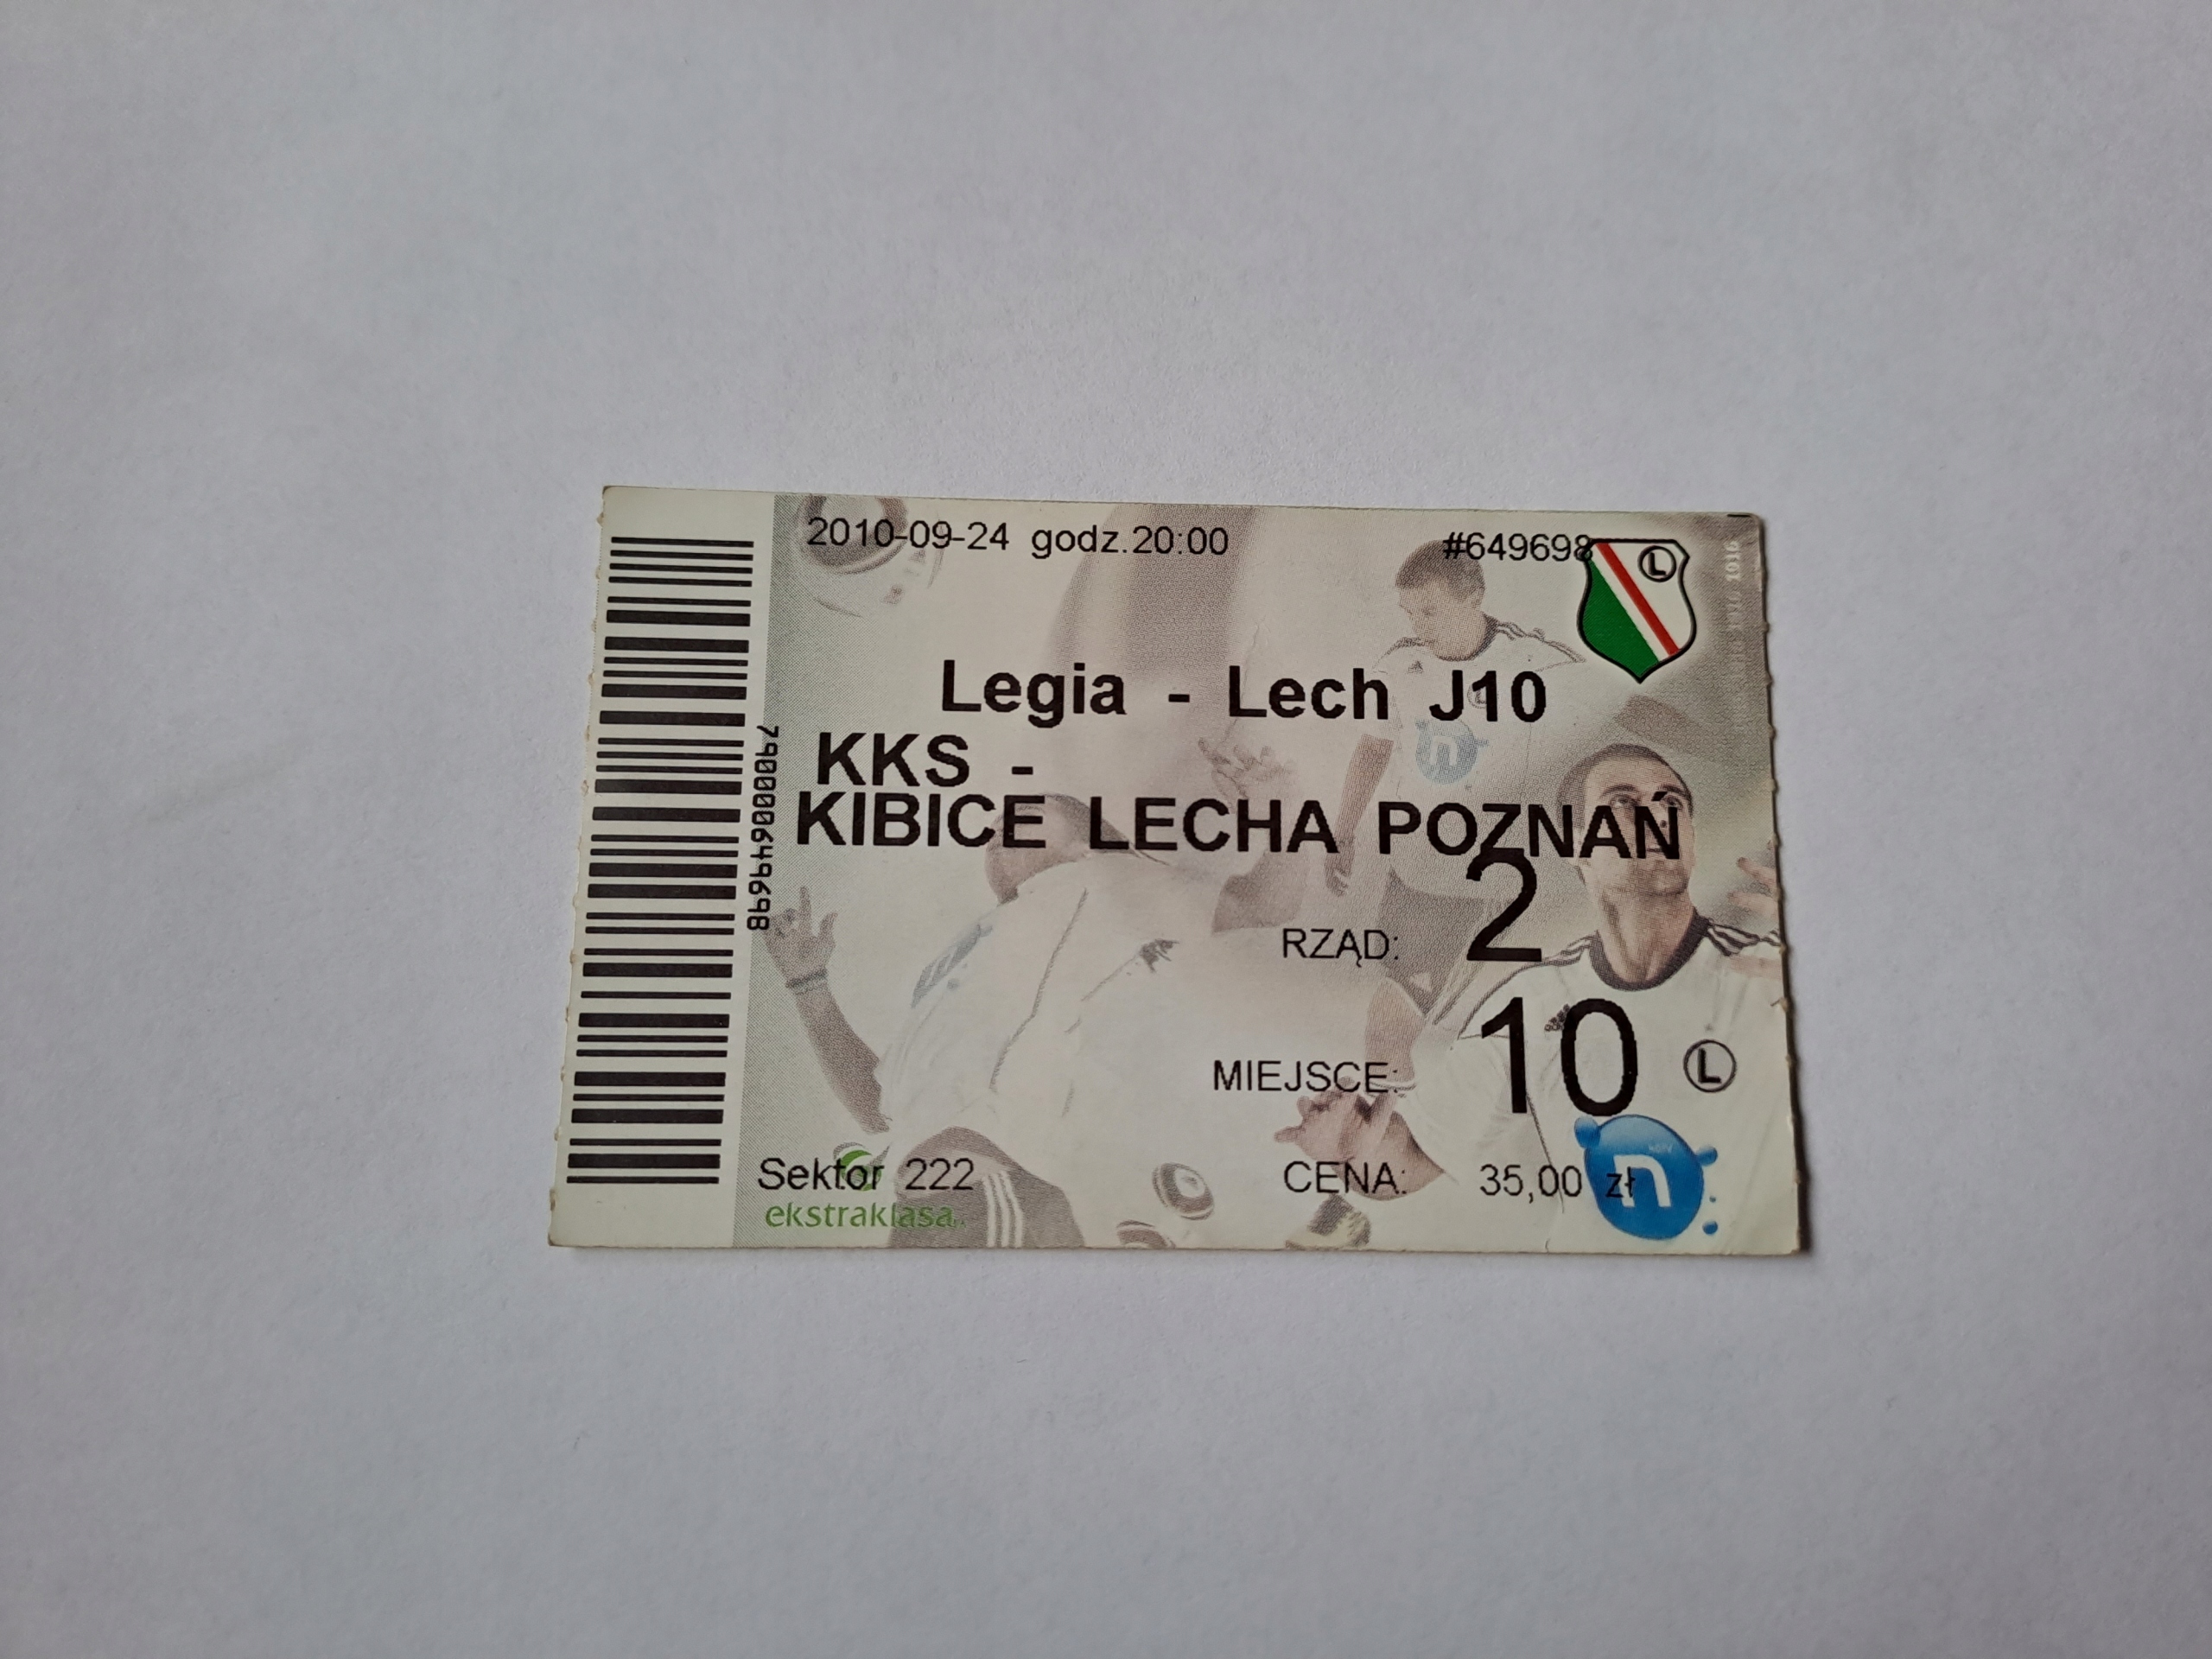 2010-09-24 godz.20:00 #649698
L
Legia - Lech J10
KKS -
KIBICE LECHA POZNAŃ
RZĄD: 2
MIEJSCE: 10
L
Sektor 222 CENA: 35,00 zł
ekstraklasa
n
n